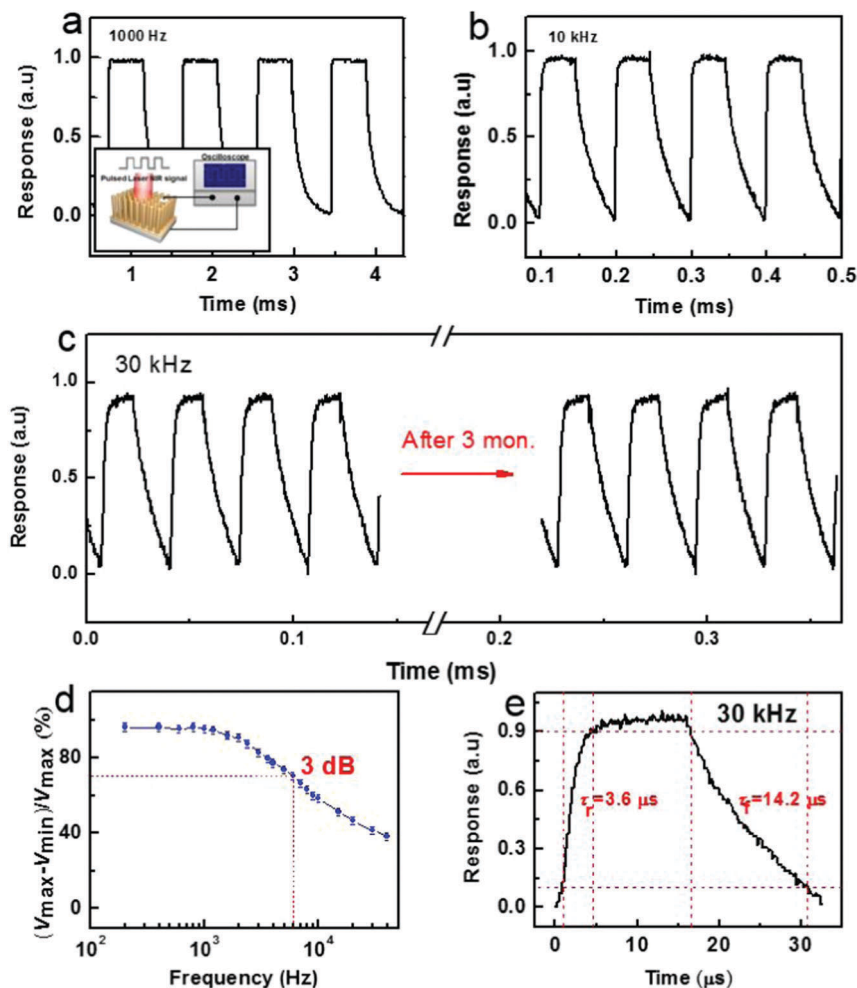 a
1000 Hz
Response (a.u)
1.0
0.5
0.0
Oscilloscope
Pulsed Laser NIR signal
1 2 3 4
Time (ms)
b
10 kHz
Response (a.u)
1.0
0.5
0.0
0.1 0.2 0.3 0.4 0.5
Time (ms)
c
30 kHz
Response (a.u)
1.0
0.5
0.0
After 3 mon.
0.0 0.1 0.2 0.3
Time (ms)
d
(Vmax-Vmin)/Vmax (%)
80
40
0
3 dB
10² 10³ 10⁴
Frequency (Hz)
e
30 kHz
Response (a.u)
0.9
0.6
0.3
0.0
τr=3.6 μs
τf=14.2 μs
0 10 20 30
Time (μs)